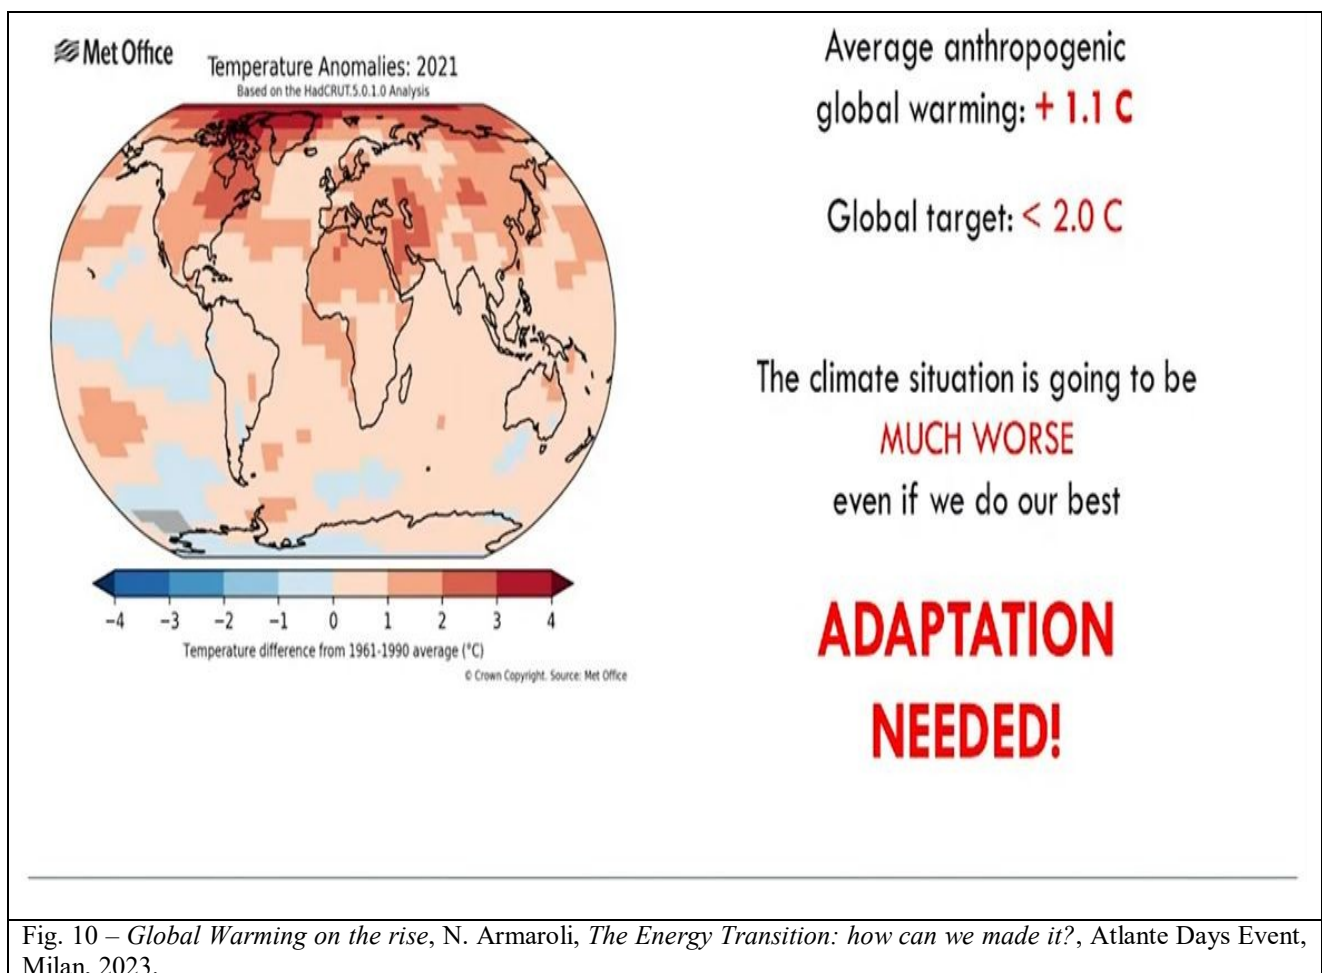 Met Office
Temperature Anomalies: 2021
Based on the HadCRUT.5.0.1.0 Analysis
−4 −3 −2 −1 0 1 2 3 4
Temperature difference from 1961-1990 average (°C)
© Crown Copyright. Source: Met Office
Average anthropogenic
global warming: + 1.1 C
Global target: < 2.0 C
The climate situation is going to be
MUCH WORSE
even if we do our best
ADAPTATION
NEEDED!
Fig. 10 – Global Warming on the rise, N. Armaroli, The Energy Transition: how can we made it?, Atlante Days Event,
Milan, 2023.